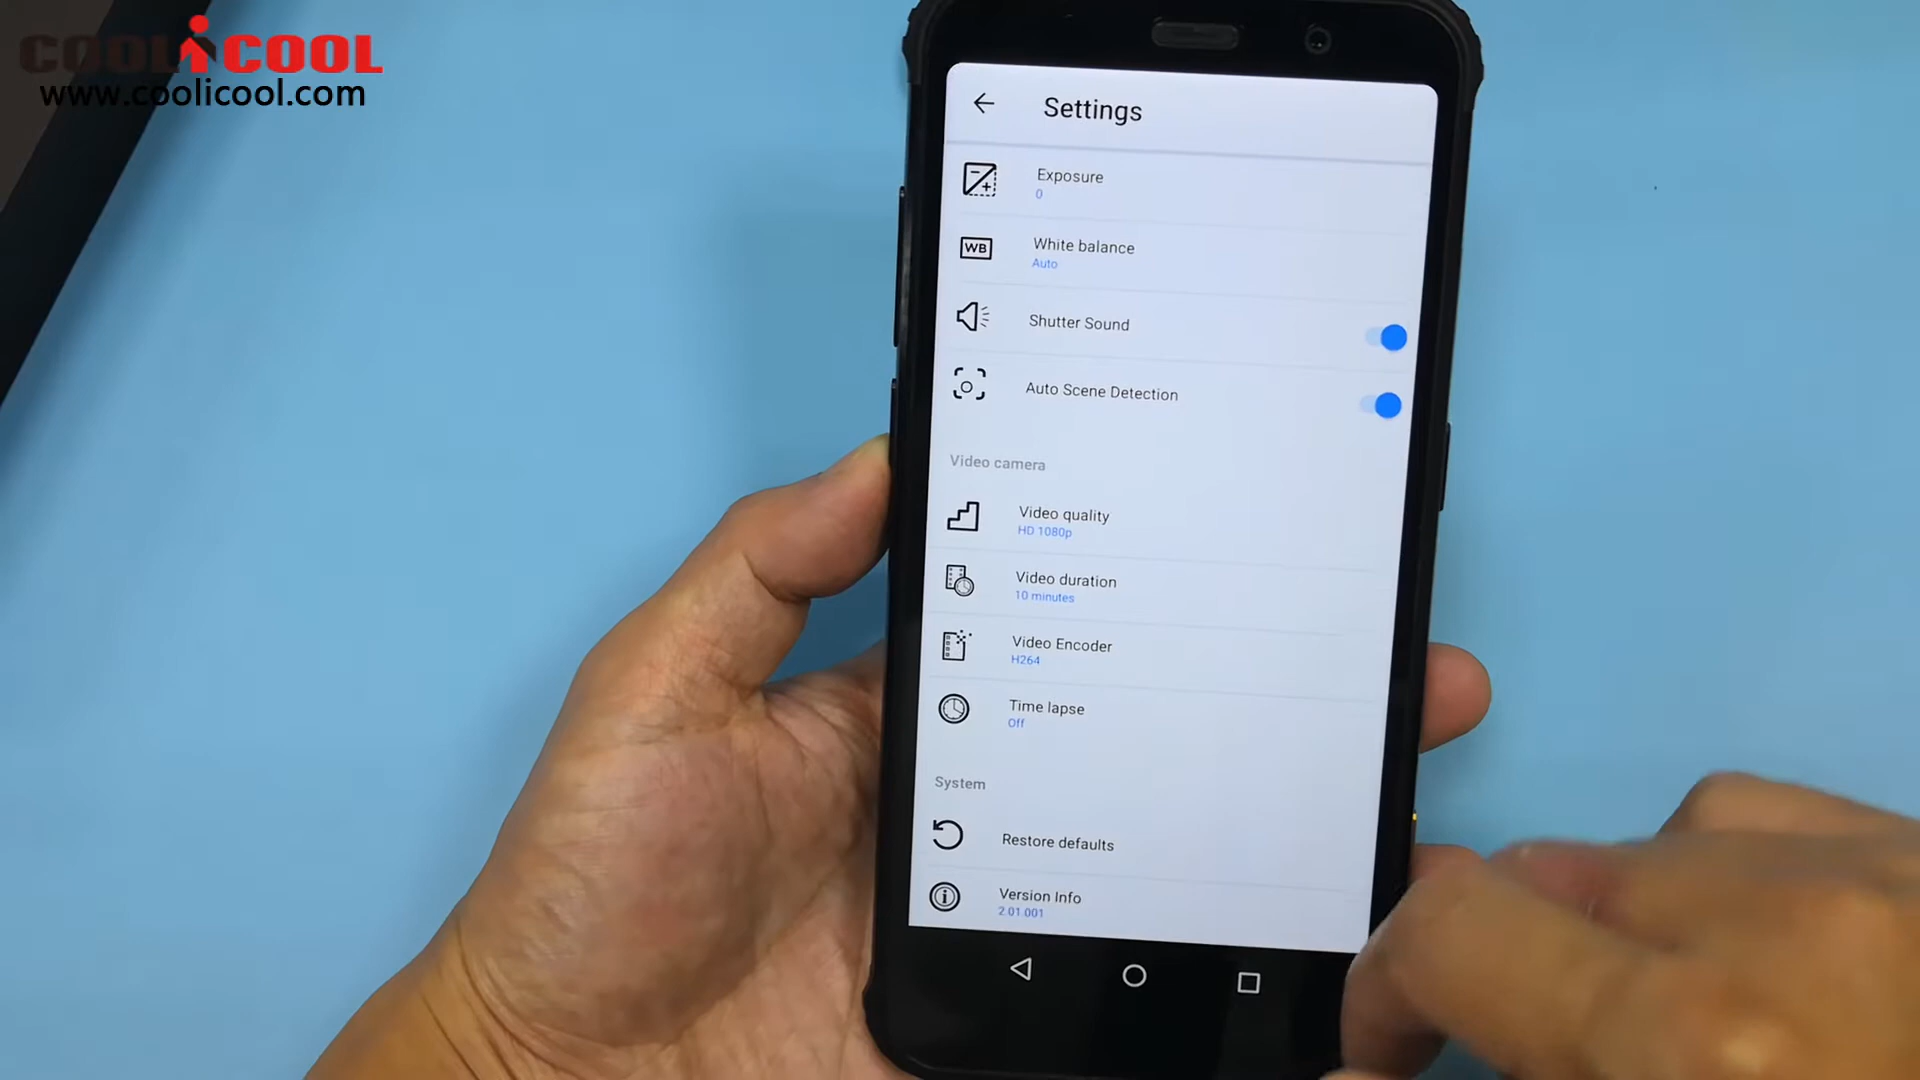 COOLiCOOL
www.coolicool.com
Settings
Exposure
0
WB
White balance
Auto
Shutter Sound
Auto Scene Detection
Video camera
Video quality
HD 1080p
Video duration
10 minutes
Video Encoder
H264
Time lapse
Off
System
Restore defaults
Version Info
2.01.001